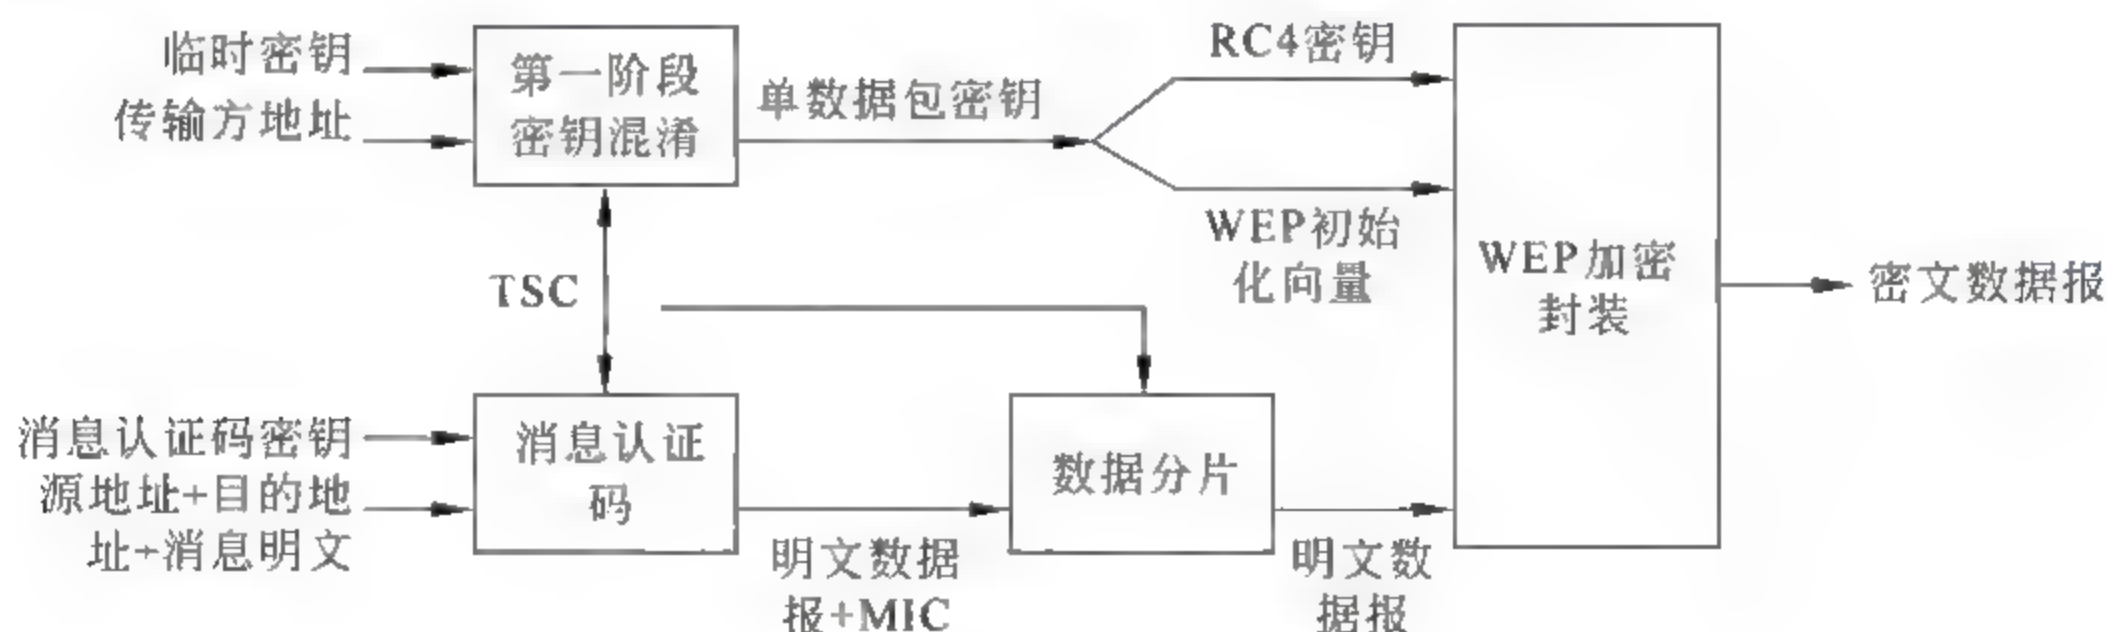 临时密钥
传输方地址
第一阶段
密钥混淆
单数据包密钥
RC4密钥
WEP初始
化向量
TSC
WEP加密
封装
密文数据报
消息认证码密钥
源地址+目的地
址+消息明文
消息认证
码
明文数据
报+MIC
数据分片
明文数
据报